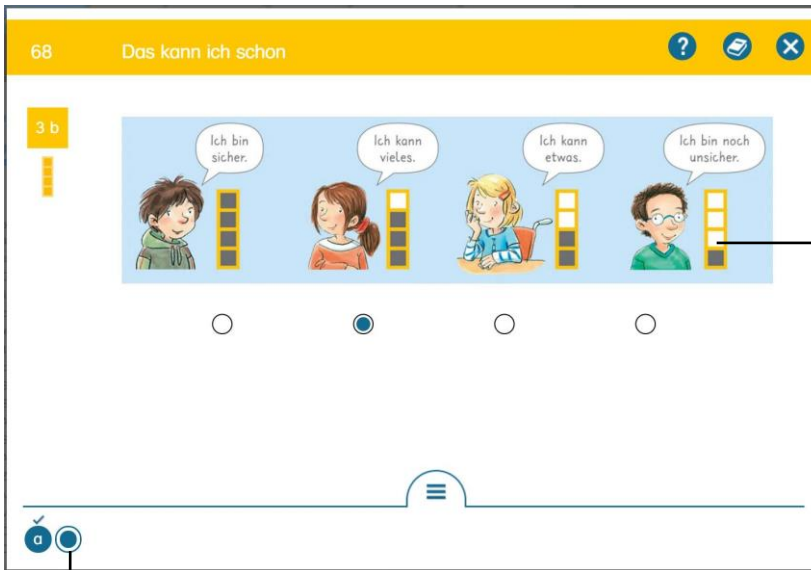 68 Das kann ich schon ?
3 b
Ich bin
sicher.
Ich kann
vieles.
Ich kann
etwas.
Ich bin noch
unsicher.
a